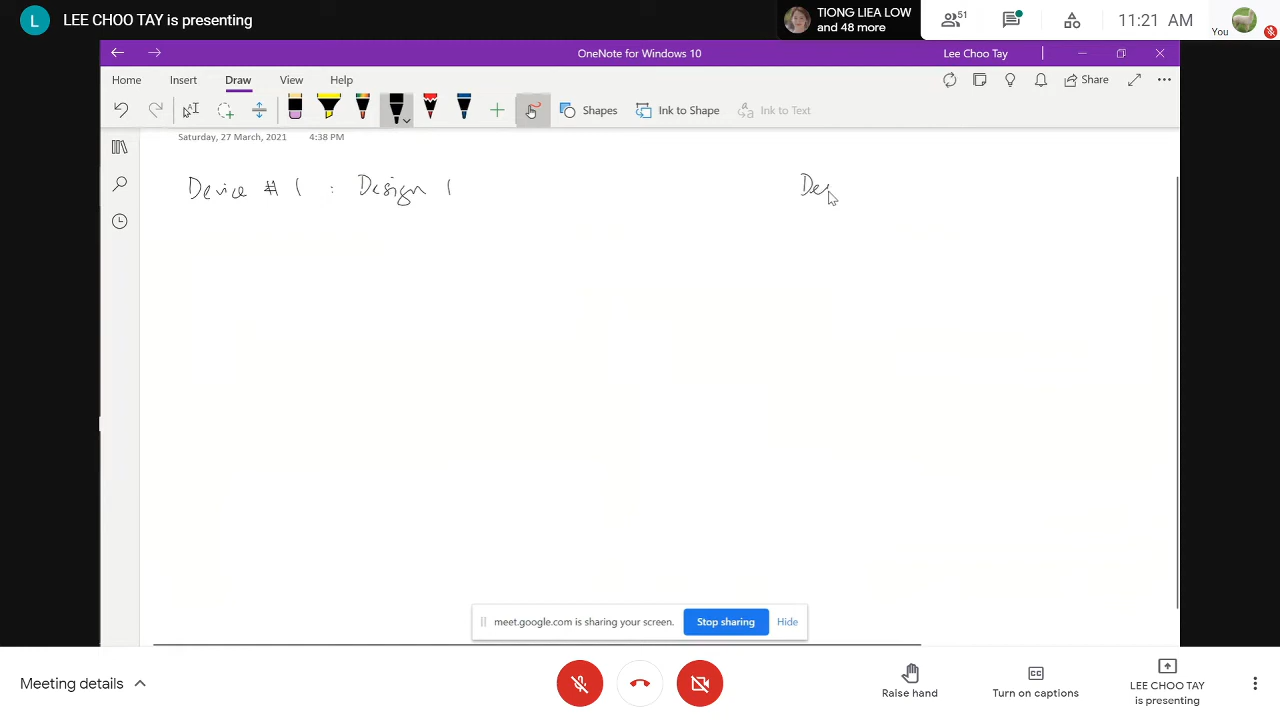 L LEE CHOO TAY is presenting
TIONG LIEA LOW
and 48 more
51
11:21 AM
You
OneNote for Windows 10
Lee Choo Tay
Home Insert Draw View Help
Share
Shapes Ink to Shape Ink to Text
Saturday, 27 March, 2021 4:38 PM
Device # 1 : Design 1
Des
meet.google.com is sharing your screen. Stop sharing Hide
Meeting details
Raise hand
Turn on captions
LEE CHOO TAY
is presenting